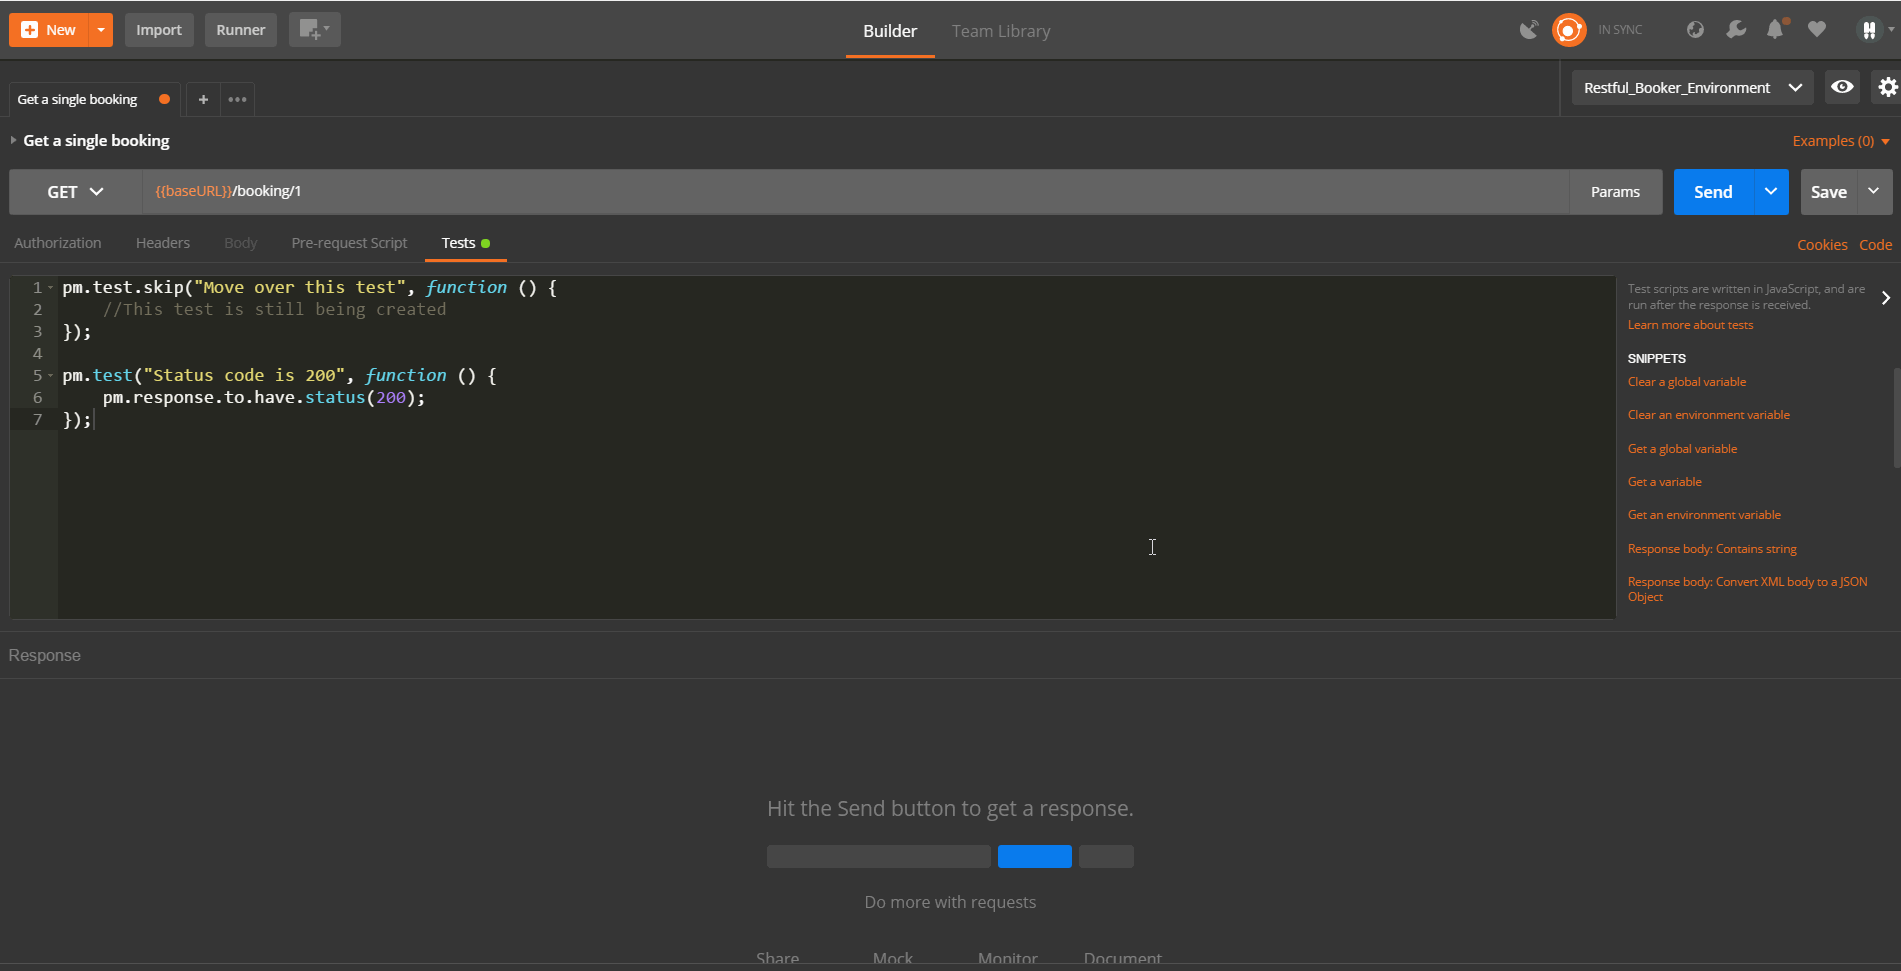 New Import Runner Builder Team Library IN SYNC
Get a single booking + ••• Restful_Booker_Environment
Get a single booking Examples (0)
GET {{baseURL}}/booking/1 Params Send Save
Authorization Headers Body Pre-request Script Tests Cookies Code
1 pm.test.skip("Move over this test", function () {
2 //This test is still being created
3 });
4
5 pm.test("Status code is 200", function () {
6 pm.response.to.have.status(200);
7 });
Test scripts are written in JavaScript, and are
run after the response is received.
Learn more about tests
SNIPPETS
Clear a global variable
Clear an environment variable
Get a global variable
Get a variable
Get an environment variable
Response body: Contains string
Response body: Convert XML body to a JSON
Object
Response
Hit the Send button to get a response.
Do more with requests
Share Mock Monitor Document